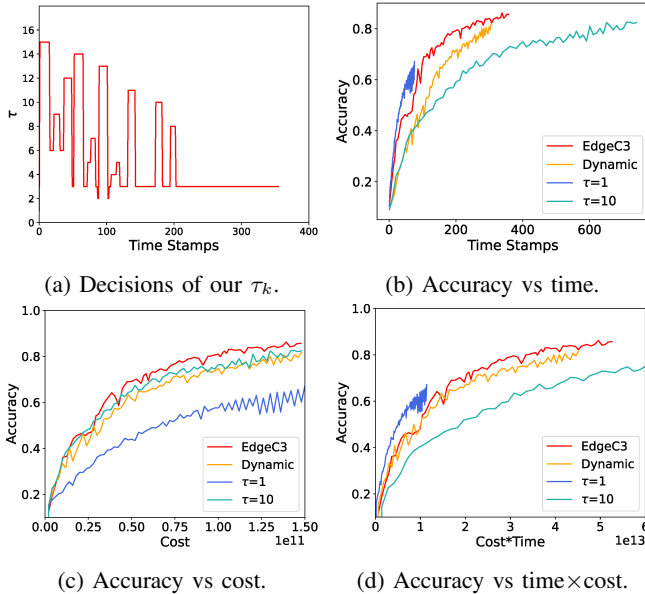 16
14
12
10
8
6
4
2
0
τ
0
100
200
300
400
Time Stamps
(a) Decisions of our τk.
0.8
0.6
0.4
0.2
Accuracy
EdgeC3
Dynamic
τ=1
τ=10
0
200
400
600
Time Stamps
(b) Accuracy vs time.
1.0
0.8
0.6
0.4
0.2
Accuracy
EdgeC3
Dynamic
τ=1
τ=10
0.00 0.25 0.50 0.75 1.00 1.25 1.50
Cost
1e11
(c) Accuracy vs cost.
1.0
0.8
0.6
0.4
0.2
Accuracy
EdgeC3
Dynamic
τ=1
τ=10
0 1 2 3 4 5 6
Cost*Time
1e13
(d) Accuracy vs time×cost.